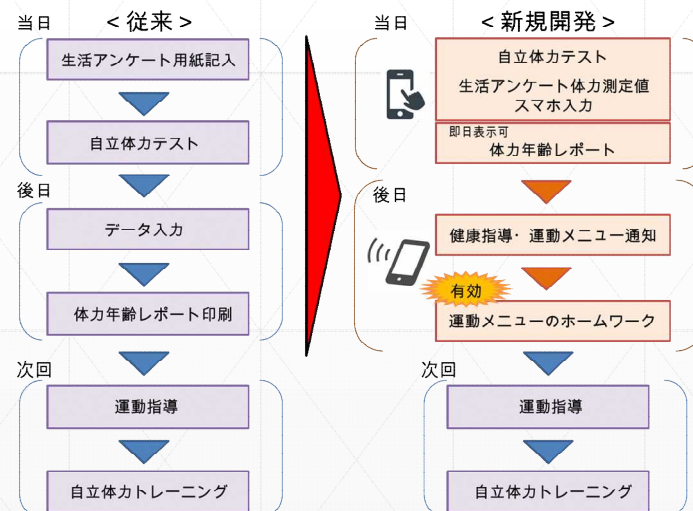 当日
＜従来＞
生活アンケート用紙記入
自立体力テスト
後日
データ入力
体力年齢レポート印刷
次回
運動指導
自立体力トレーニング
当日
＜新規開発＞
自立体力テスト
生活アンケート体力測定値
スマホ入力
即日表示可
体力年齢レポート
後日
健康指導・運動メニュー通知
有効
運動メニューのホームワーク
次回
運動指導
自立体力トレーニング